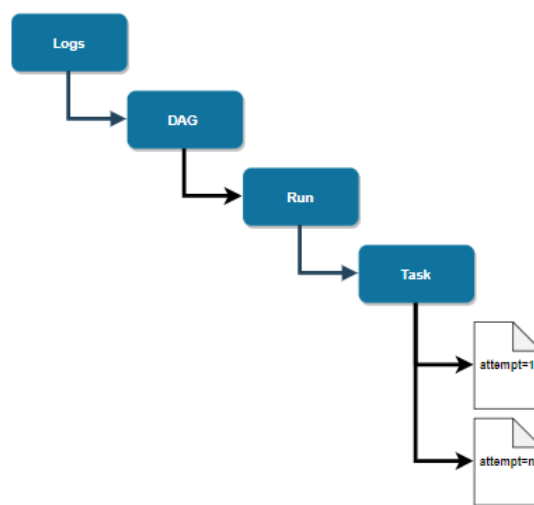 Logs
DAG
Run
Task
attempt=1
attempt=n